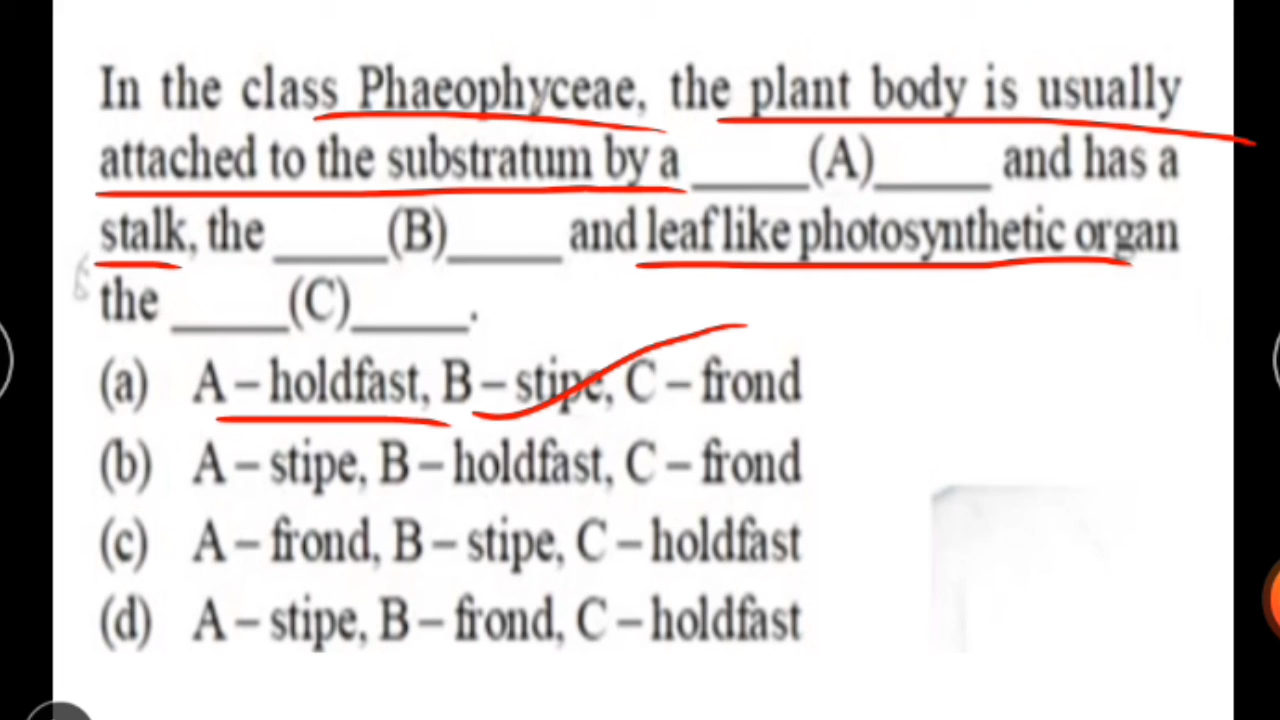 In the class Phaeophyceae, the plant body is usually
attached to the substratum by a _____(A)_____ and has a
stalk, the _____(B)_____ and leaf like photosynthetic organ
the _____(C)_____.
(a) A – holdfast, B – stipe, C – frond
(b) A – stipe, B – holdfast, C – frond
(c) A – frond, B – stipe, C – holdfast
(d) A – stipe, B – frond, C – holdfast